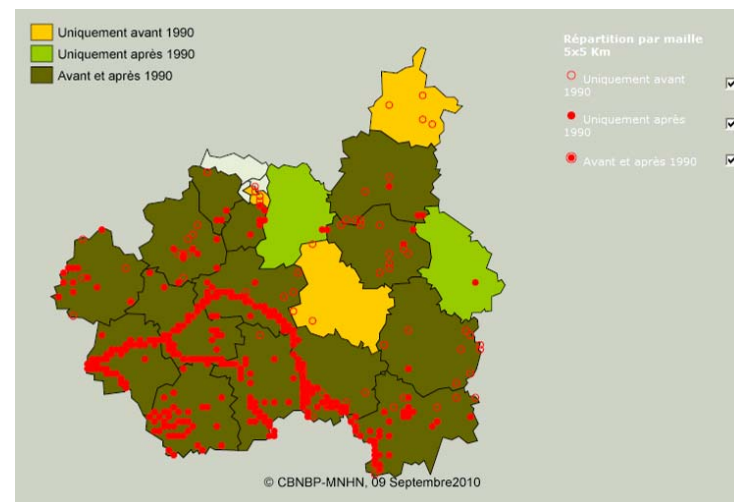 Uniquement avant 1990
Uniquement après 1990
Avant et après 1990
Répartition par maille
5x5 Km
Uniquement avant
1990
Uniquement après
1990
Avant et après 1990
© CBNBP-MNHN, 09 Septembre2010